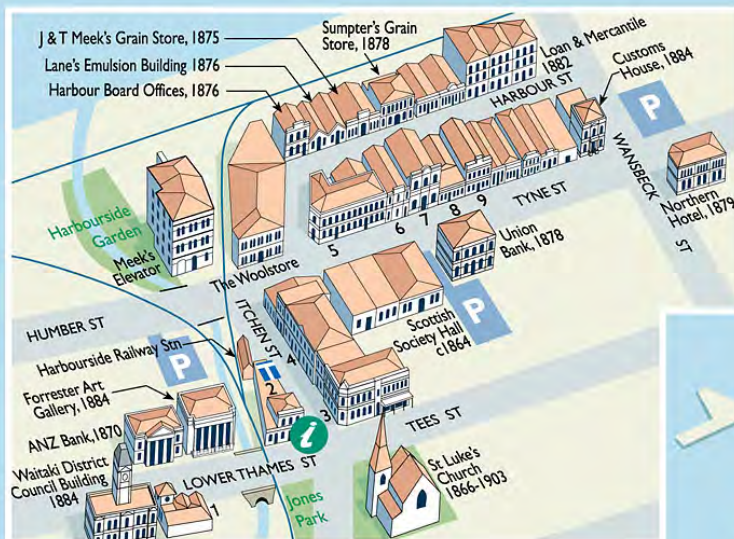 J & T Meek's Grain Store, 1875
Lane's Emulsion Building 1876
Harbour Board Offices, 1876
Sumpter's Grain
Store, 1878
Loan & Mercantile
1882
HARBOUR ST
Customs
House, 1884
P
WANSBECK
ST
Northern
Hotel, 1879
TYNE ST
5
6
7
8
9
Harbourside
Garden
Meek's
Elevator
The Woolstore
Union
Bank, 1878
P
Scottish
Society Hall
c1864
HUMBER ST
ITCHEN ST
Harbourside Railway Stn
P
4
2
3
Forrester Art
Gallery, 1884
ANZ Bank, 1870
Waitaki District
Council Building
1884
i
TEES ST
LOWER THAMES ST
1
Jones
Park
St Luke's
Church
1866-1903